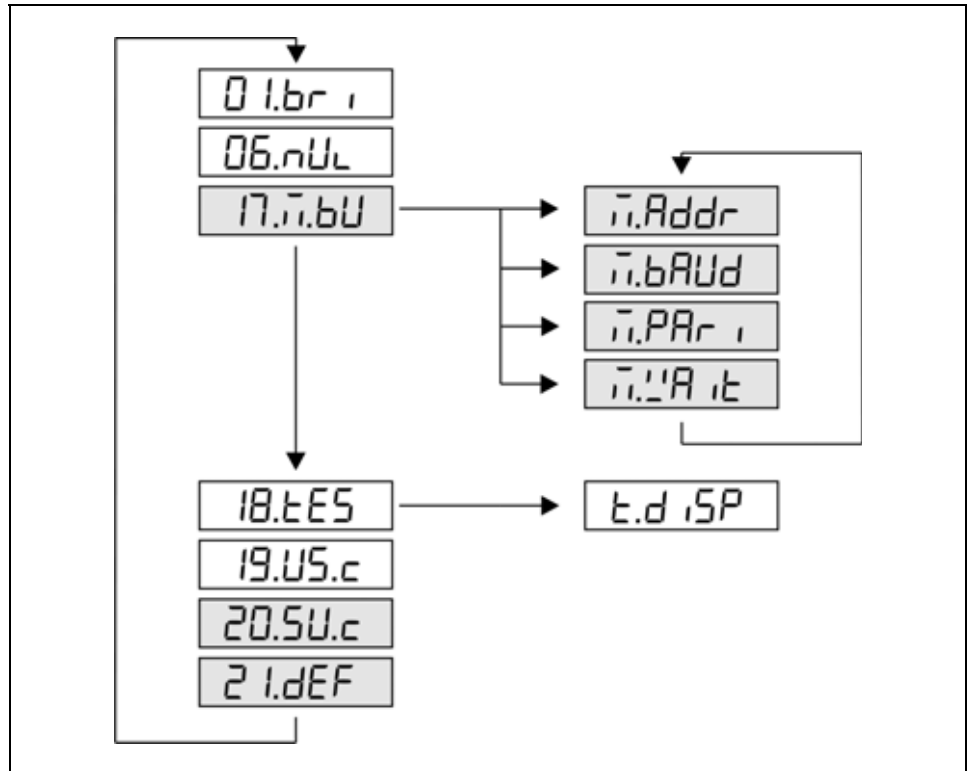 01.bri
06.nUL
17.m.bU
m.Addr
m.bAUd
m.PAri
m.WAit
18.tES
t.diSP
19.US.c
20.SU.c
21.dEF